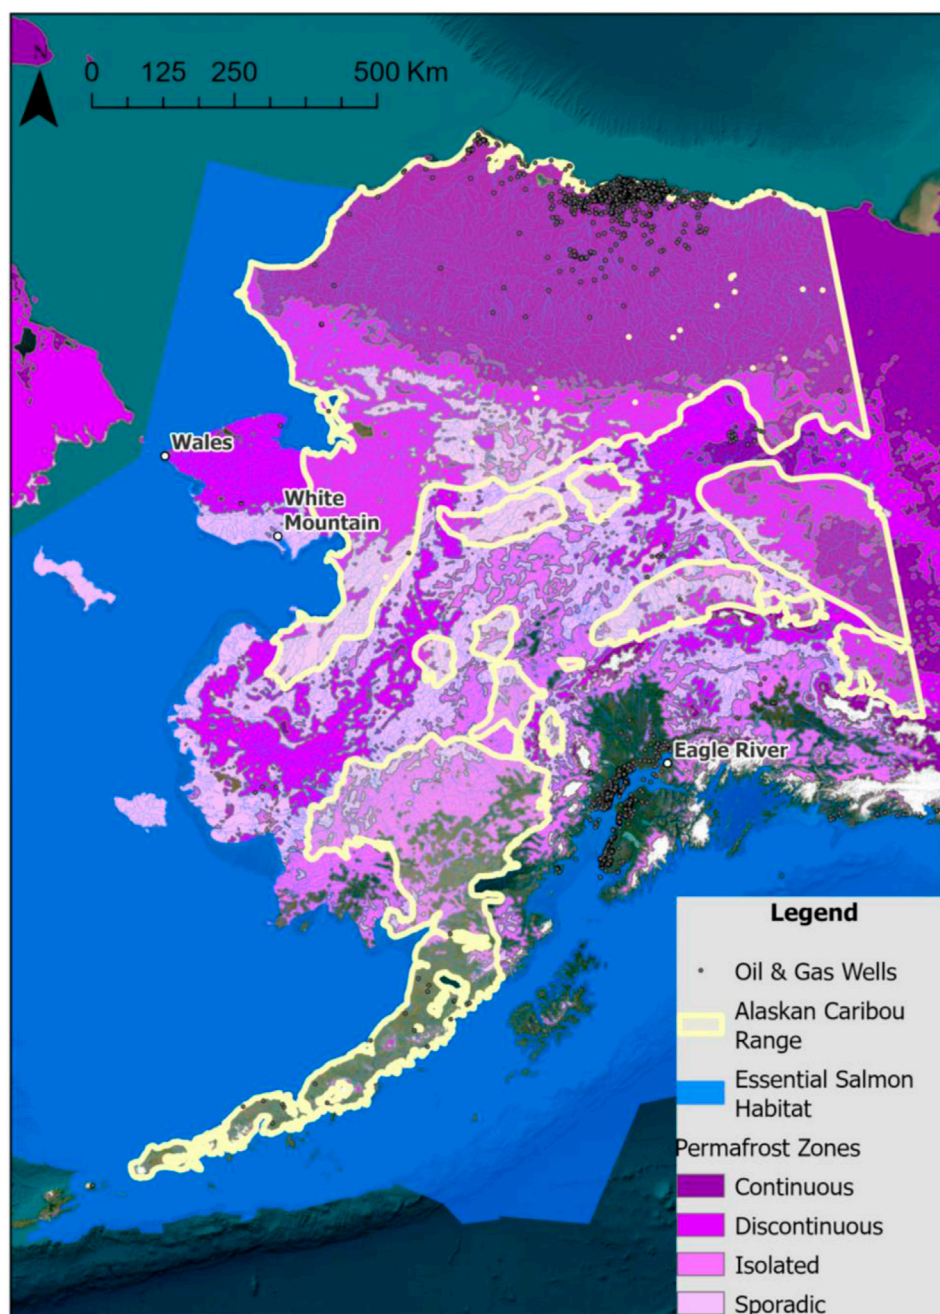 N
0 125 250 500 Km
Wales
White
Mountain
Eagle River
Legend
Oil & Gas Wells
Alaskan Caribou
Range
Essential Salmon
Habitat
Permafrost Zones
Continuous
Discontinuous
Isolated
Sporadic